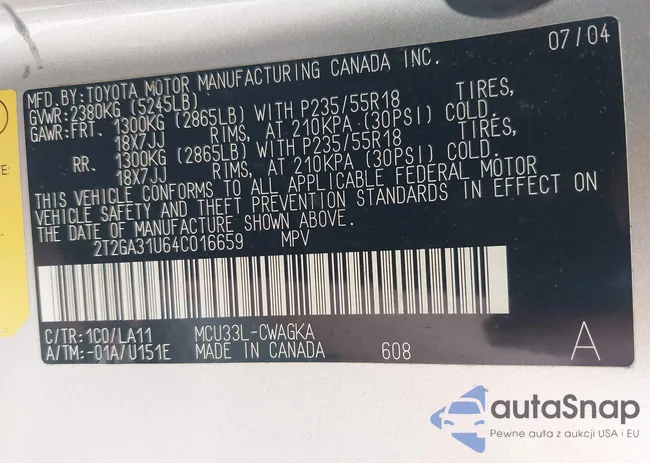 07/04
MFD.BY:TOYOTA MOTOR MANUFACTURING CANADA INC.
GVWR:2380KG (5245LB)
GAWR:FRT. 1300KG (2865LB) WITH P235/55R18 TIRES,
18X7JJ RIMS, AT 210KPA (30PSI) COLD.
RR. 1300KG (2865LB) WITH P235/55R18 TIRES,
18X7JJ RIMS, AT 210KPA (30PSI) COLD.
THIS VEHICLE CONFORMS TO ALL APPLICABLE FEDERAL MOTOR
VEHICLE SAFETY AND THEFT PREVENTION STANDARDS IN EFFECT ON
THE DATE OF MANUFACTURE SHOWN ABOVE.
2T2GA31U64C016659 MPV
C/TR:1C0/LA11 MCU33L-CWAGKA
A/TM:-01A/U151E MADE IN CANADA 608 A
E:
autaSnap
Pewne auta z aukcji USA i EU